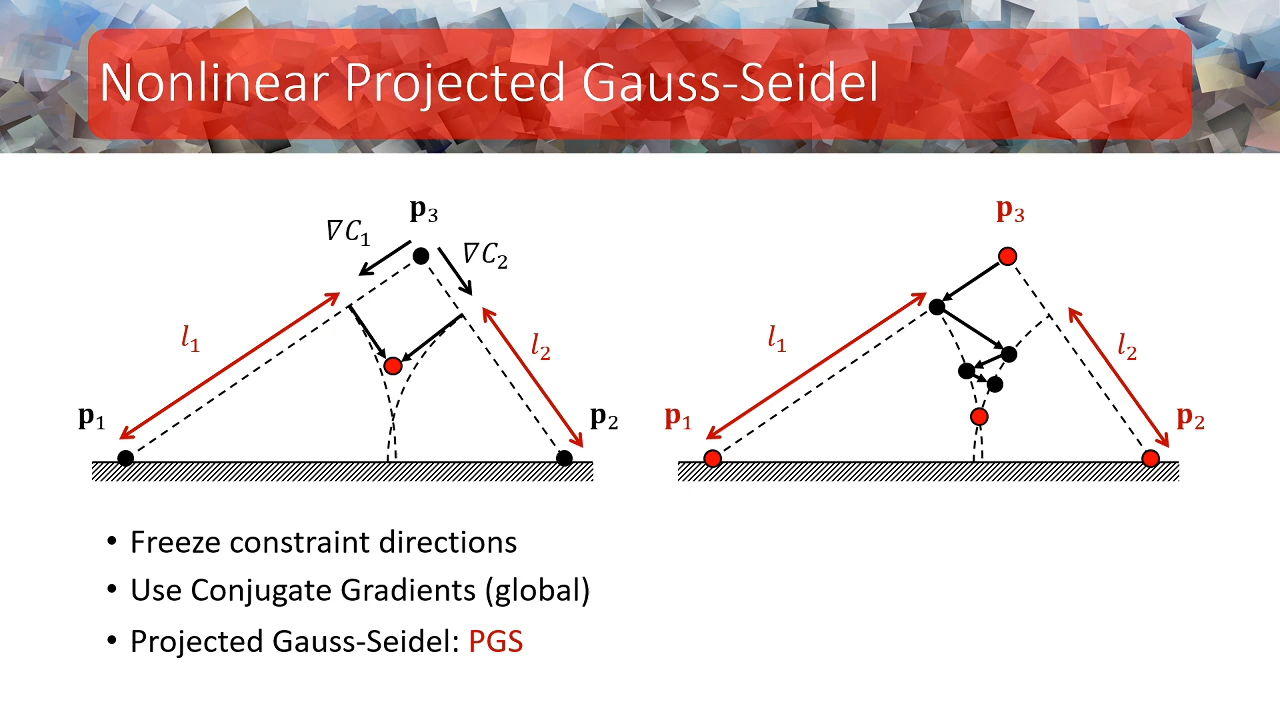 Nonlinear Projected Gauss-Seidel
p₃
∇C₁
∇C₂
l₁
l₂
p₁
p₂
p₃
l₁
l₂
p₁
p₂
• Freeze constraint directions
• Use Conjugate Gradients (global)
• Projected Gauss-Seidel: PGS